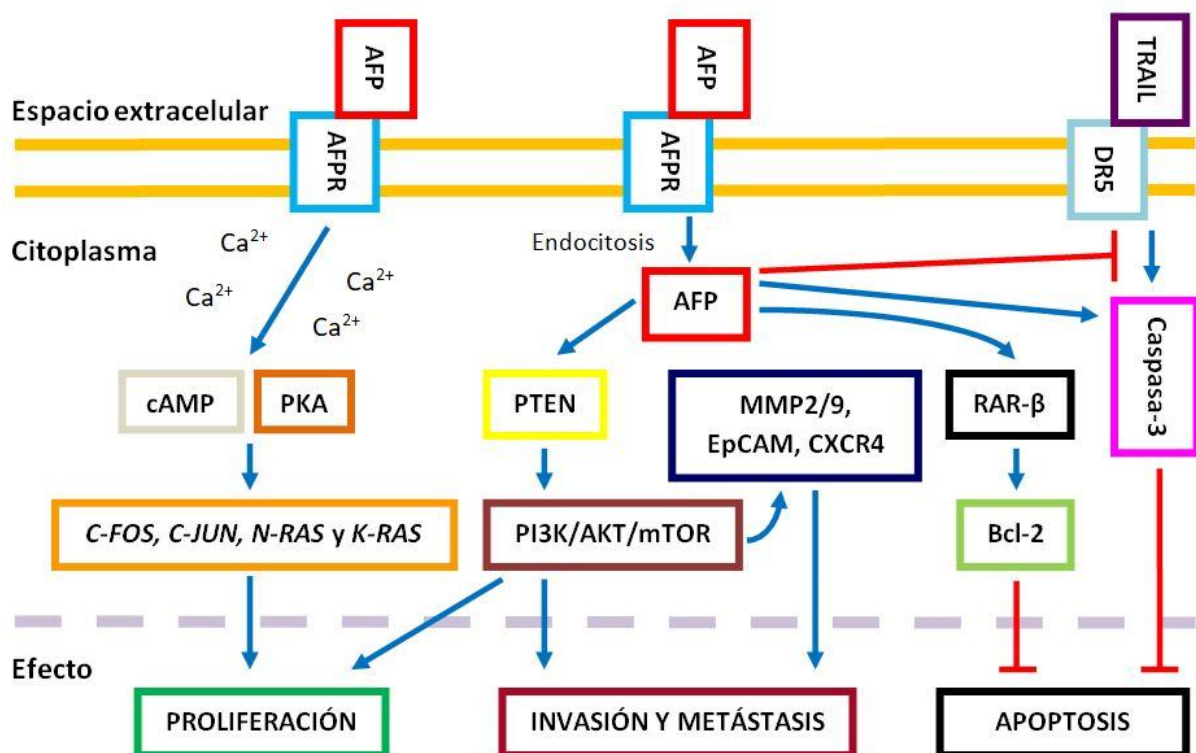 AFP
AFP
TRAIL
Espacio extracelular
AFPR
AFPR
DR5
Citoplasma
Ca²⁺
Endocitosis
Ca²⁺
Ca²⁺
Ca²⁺
AFP
Caspasa-3
cAMP
PKA
PTEN
MMP2/9,
EpCAM, CXCR4
RAR-β
C-FOS, C-JUN, N-RAS y K-RAS
PI3K/AKT/mTOR
Bcl-2
Efecto
PROLIFERACIÓN
INVASIÓN Y METÁSTASIS
APOPTOSIS